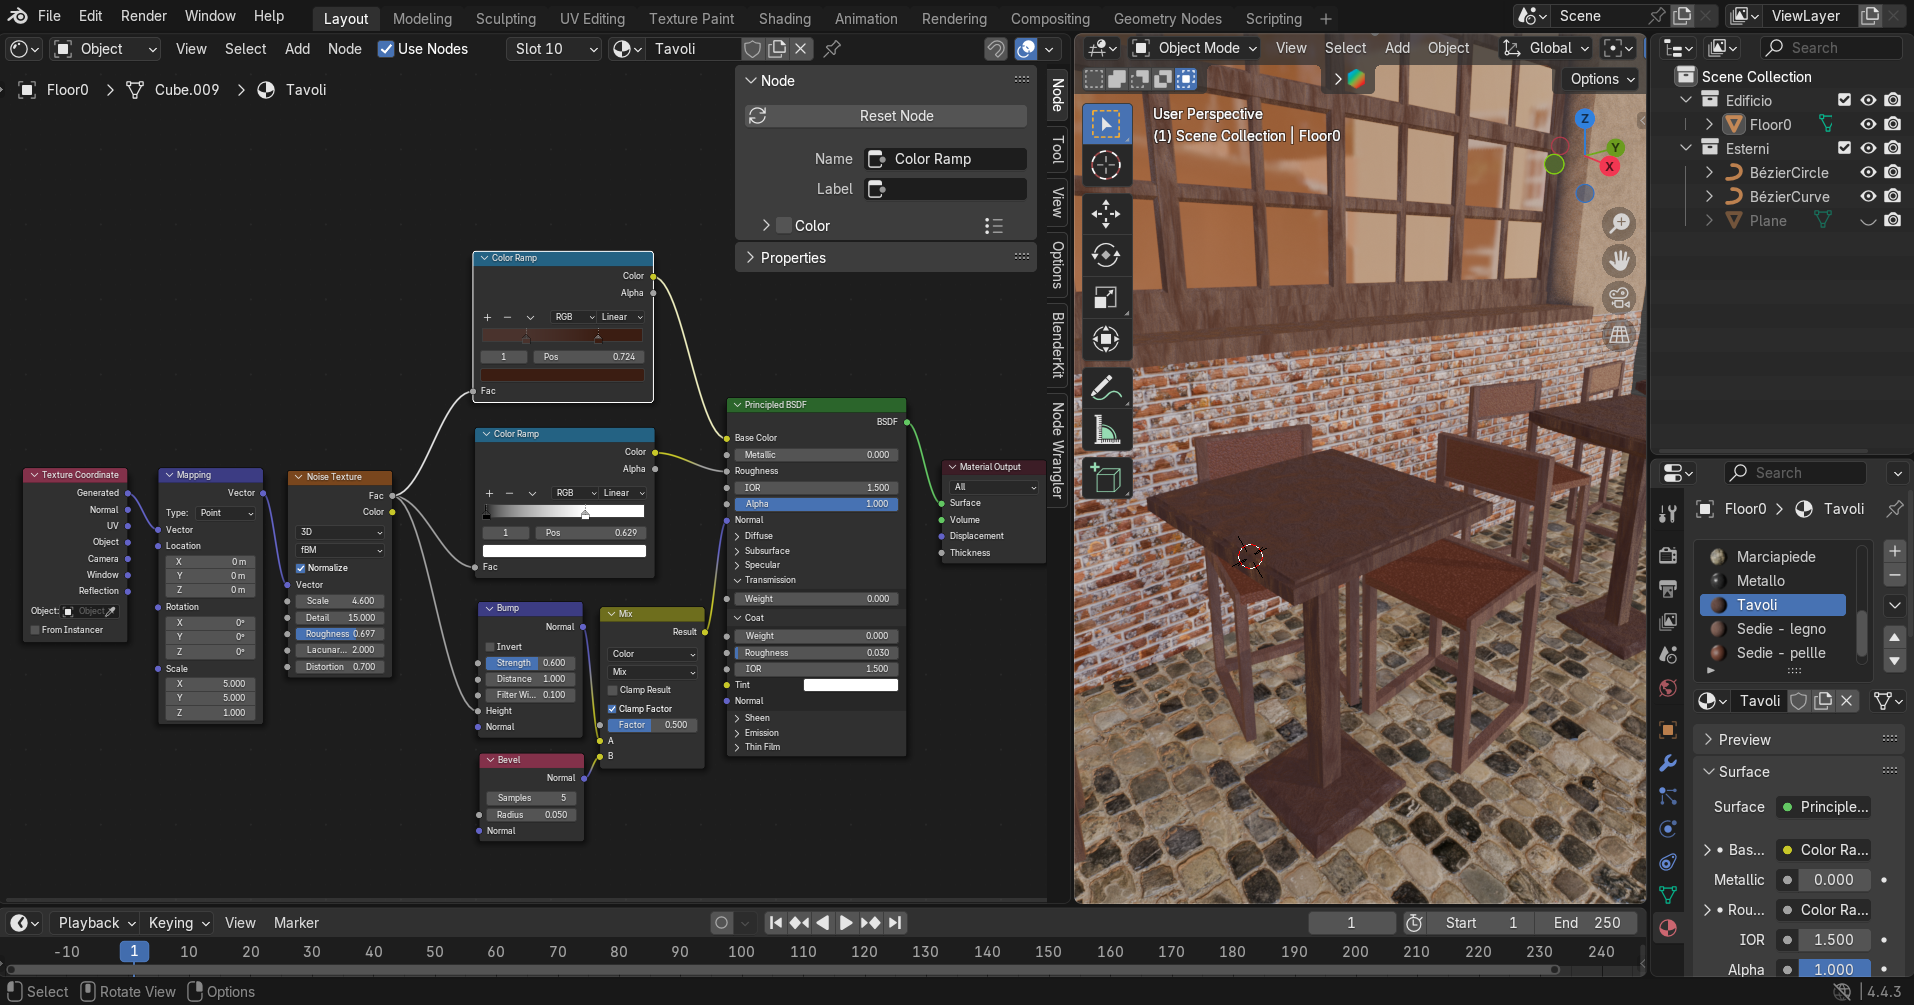 File Edit Render Window Help Layout Modeling Sculpting UV Editing Texture Paint Shading Animation Rendering Compositing Geometry Nodes Scripting + Scene ViewLayer
Object View Select Add Node Use Nodes Slot 10 Tavoli
Floor0 > Cube.009 > Tavoli
Node
Reset Node
Name Color Ramp
Label
Color
Properties
Node
Tool
View
Options
BlenderKit
Node Wrangler
Color Ramp
Color
Alpha
RGB Linear
1 Pos 0.724
Fac
Color Ramp
Color
Alpha
RGB Linear
1 Pos 0.629
Fac
Texture Coordinate
Generated
Normal
UV
Object
Camera
Window
Reflection
Object: Object
From Instancer
Mapping
Vector
Type: Point
Vector
Location
X 0 m
Y 0 m
Z 0 m
Rotation
X 0°
Y 0°
Z 0°
Scale
X 5.000
Y 5.000
Z 1.000
Noise Texture
Fac
Color
3D
fBM
Normalize
Vector
Scale 4.600
Detail 15.000
Roughness 0.697
Lacunar... 2.000
Distortion 0.700
Bump
Normal
Invert
Strength 0.600
Distance 1.000
Filter Wi... 0.100
Height
Normal
Bevel
Normal
Samples 5
Radius 0.050
Normal
Mix
Result
Color
Mix
Clamp Result
Clamp Factor
Factor 0.500
A
B
Principled BSDF
BSDF
Base Color
Metallic 0.000
Roughness
IOR 1.500
Alpha 1.000
Normal
Diffuse
Subsurface
Specular
Transmission
Weight 0.000
Coat
Weight 0.000
Roughness 0.030
IOR 1.500
Tint
Normal
Sheen
Emission
Thin Film
Material Output
All
Surface
Volume
Displacement
Thickness
Object Mode View Select Add Object Global
Options
User Perspective
(1) Scene Collection | Floor0
Z
Y
X
Search
Scene Collection
Edificio
Floor0
Esterni
BézierCircle
BézierCurve
Plane
Search
Floor0 > Tavoli
Marciapiede
Metallo
Tavoli
Sedie - legno
Sedie - pellle
Tavoli
Preview
Surface
Surface Principle...
Bas... Color Ra...
Metallic 0.000
Rou... Color Ra...
IOR 1.500
Alpha 1.000
Playback Keying View Marker 1 Start 1 End 250
-10 1 10 20 30 40 50 60 70 80 90 100 110 120 130 140 150 160 170 180 190 200 210 220 230 240
Select Rotate View Options 4.4.3